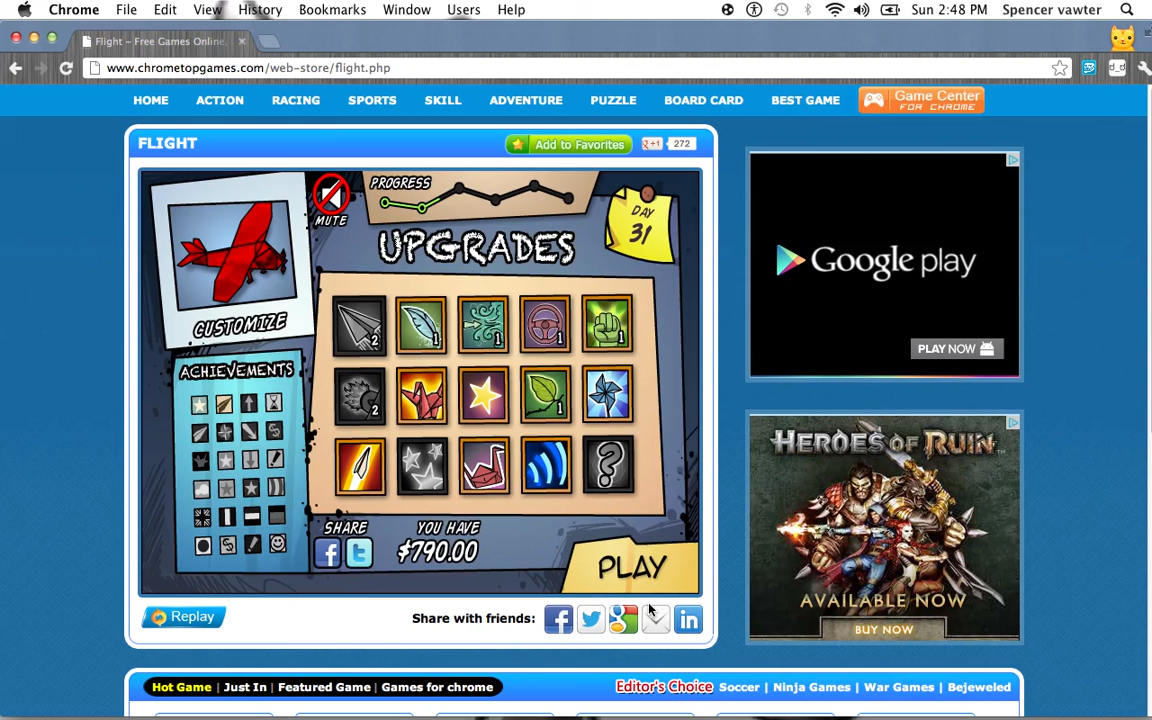 Chrome File Edit View History Bookmarks Window Users Help Sun 2:48 PM Spencer vawter
Flight – Free Games Online,
www.chrometopgames.com/web-store/flight.php
HOME ACTION RACING SPORTS SKILL ADVENTURE PUZZLE BOARD CARD BEST GAME Game Center
FOR CHROME
FLIGHT Add to Favorites +1 272
PROGRESS
MUTE
DAY
31
UPGRADES
CUSTOMIZE
2 1 1 1 1
ACHIEVEMENTS
2 1
?
SHARE YOU HAVE
$790.00
PLAY
Replay Share with friends:
Google play
PLAY NOW
HEROES OF RUIN
AVAILABLE NOW
BUY NOW
Hot Game | Just In | Featured Game | Games for chrome Editor's Choice Soccer | Ninja Games | War Games | Bejeweled